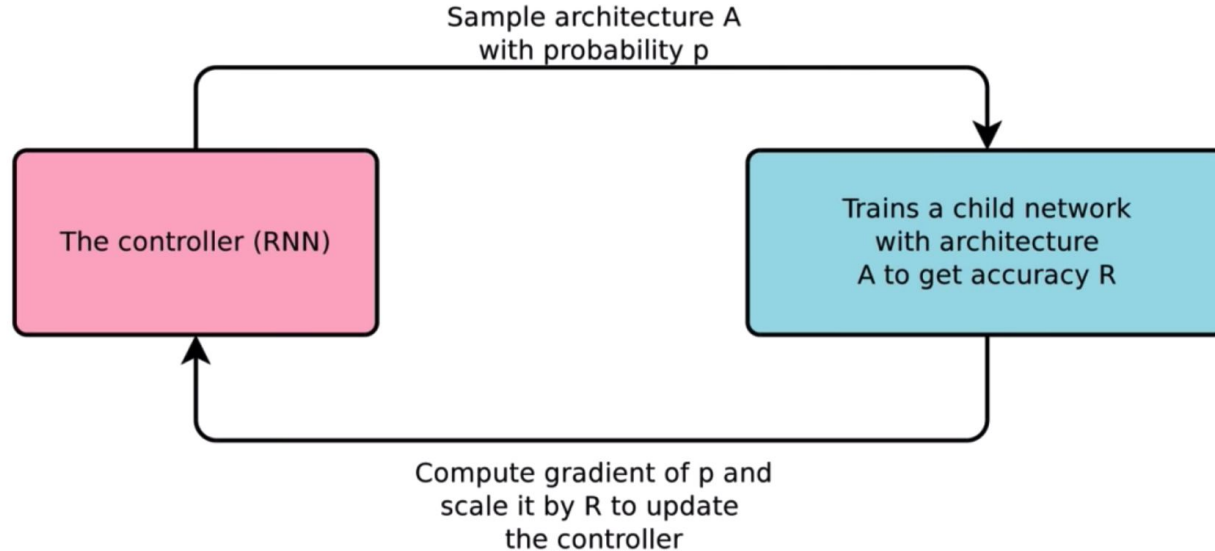 Sample architecture A
with probability p
The controller (RNN)
Trains a child network
with architecture
A to get accuracy R
Compute gradient of p and
scale it by R to update
the controller